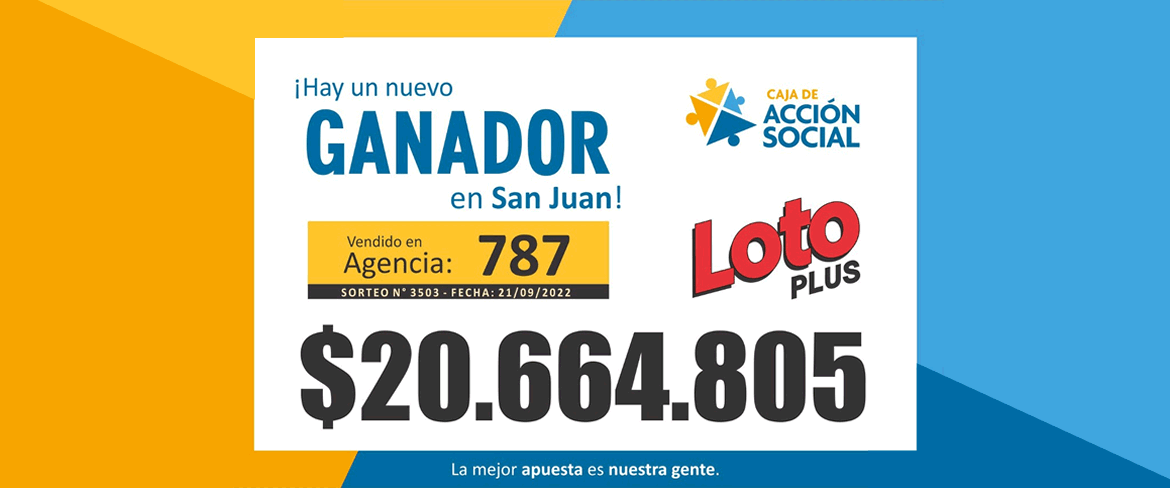 ¡Hay un nuevo
GANADOR
en San Juan!
CAJA DE
ACCIÓN
SOCIAL
Vendido en
Agencia: 787
SORTEO N° 3503 - FECHA: 21/09/2022
Loto
PLUS
$20.664.805
La mejor apuesta es nuestra gente.